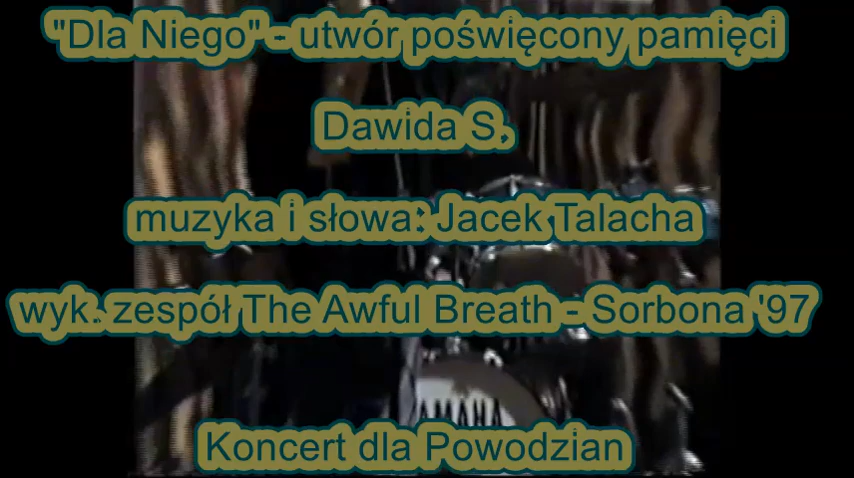 "Dla Niego" - utwór poświęcony pamięci
Dawida S.
muzyka i słowa: Jacek Talacha
wyk. zespół The Awful Breath - Sorbona '97
YAMAHA
Koncert dla Powodzian